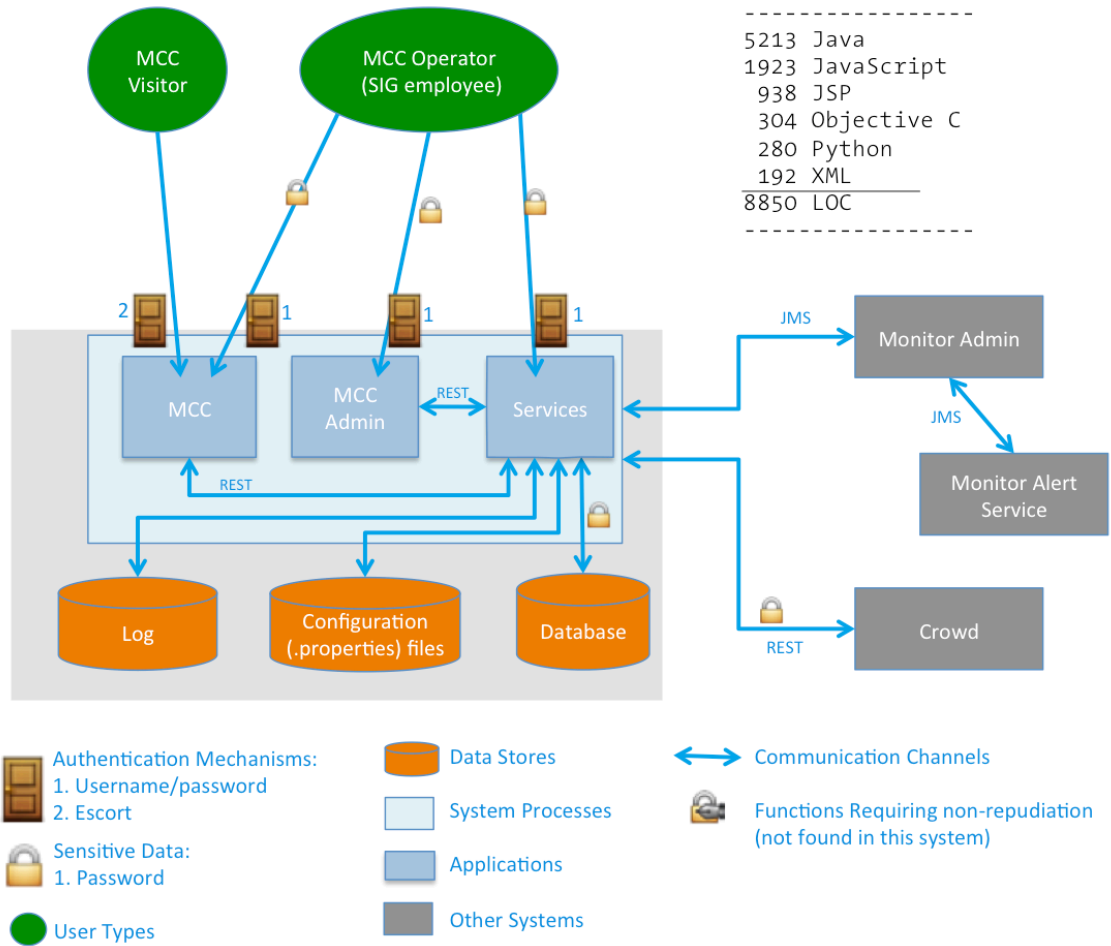 MCC
Visitor
MCC Operator
(SIG employee)
-----------------
5213 Java
1923 JavaScript
938 JSP
304 Objective C
280 Python
192 XML
8850 LOC
-----------------
2
1
1
1
MCC
MCC
Admin
REST
Services
REST
JMS
Monitor Admin
JMS
Monitor Alert
Service
Log
Configuration
(.properties) files
Database
REST
Crowd
Authentication Mechanisms:
1. Username/password
2. Escort
Sensitive Data:
1. Password
User Types
Data Stores
System Processes
Applications
Other Systems
Communication Channels
Functions Requiring non-repudiation
(not found in this system)